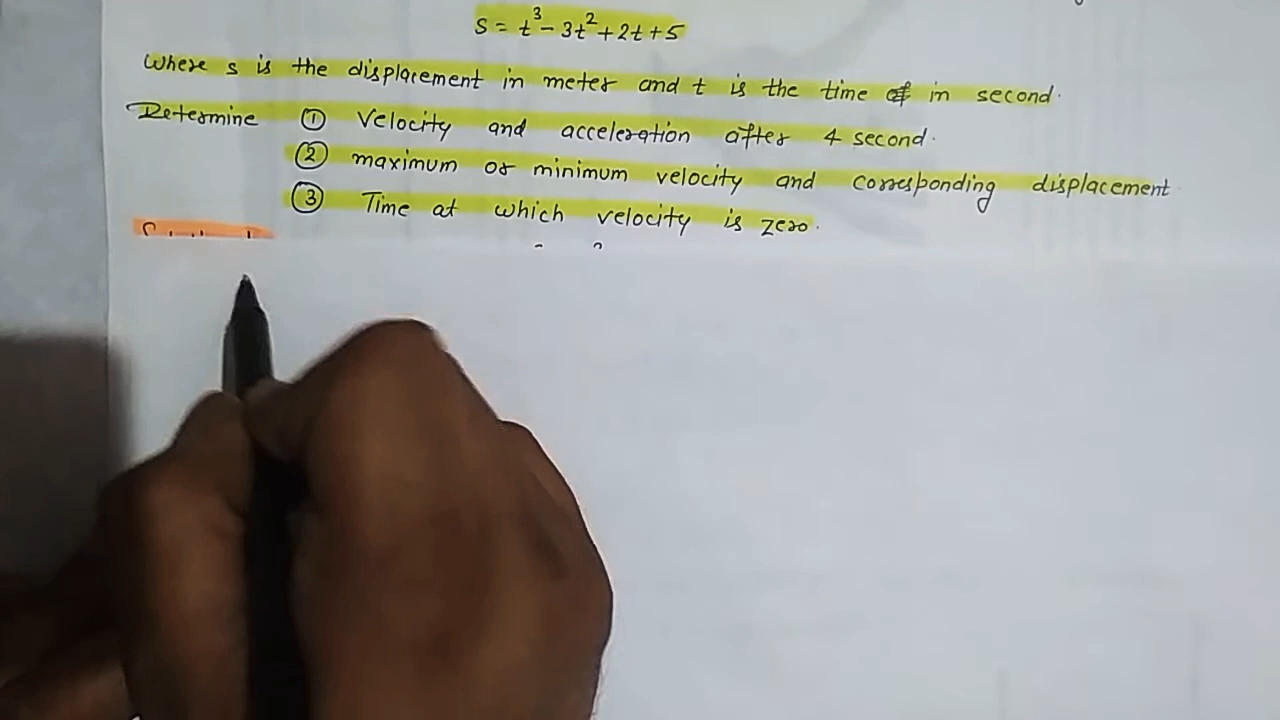 s = t³ - 3t² + 2t + 5
Where s is the displacement in meter and t is the time in second.
Determine ① Velocity and acceleration after 4 second.
② maximum or minimum velocity and corresponding displacement
③ Time at which velocity is zero.